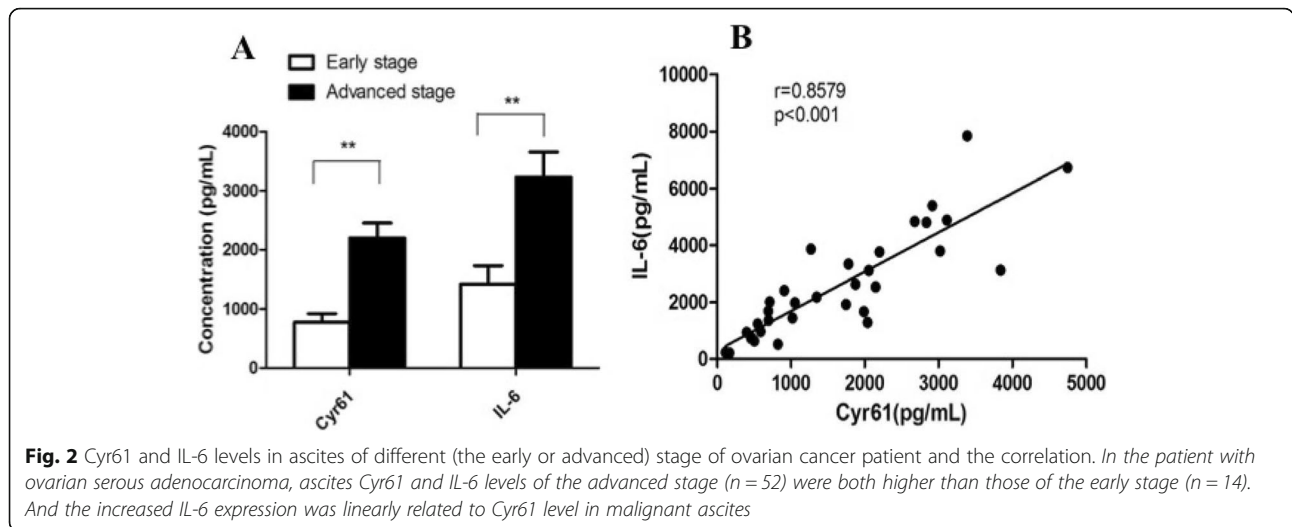 A
Early stage
Advanced stage
**
**
Concentration (pg/mL)
4000
3000
2000
1000
0
Cyr61
IL-6
B
r=0.8579
p<0.001
IL-6(pg/mL)
10000
8000
6000
4000
2000
0
0 1000 2000 3000 4000 5000
Cyr61(pg/mL)
Fig. 2 Cyr61 and IL-6 levels in ascites of different (the early or advanced) stage of ovarian cancer patient and the correlation. In the patient with
ovarian serous adenocarcinoma, ascites Cyr61 and IL-6 levels of the advanced stage (n = 52) were both higher than those of the early stage (n = 14).
And the increased IL-6 expression was linearly related to Cyr61 level in malignant ascites